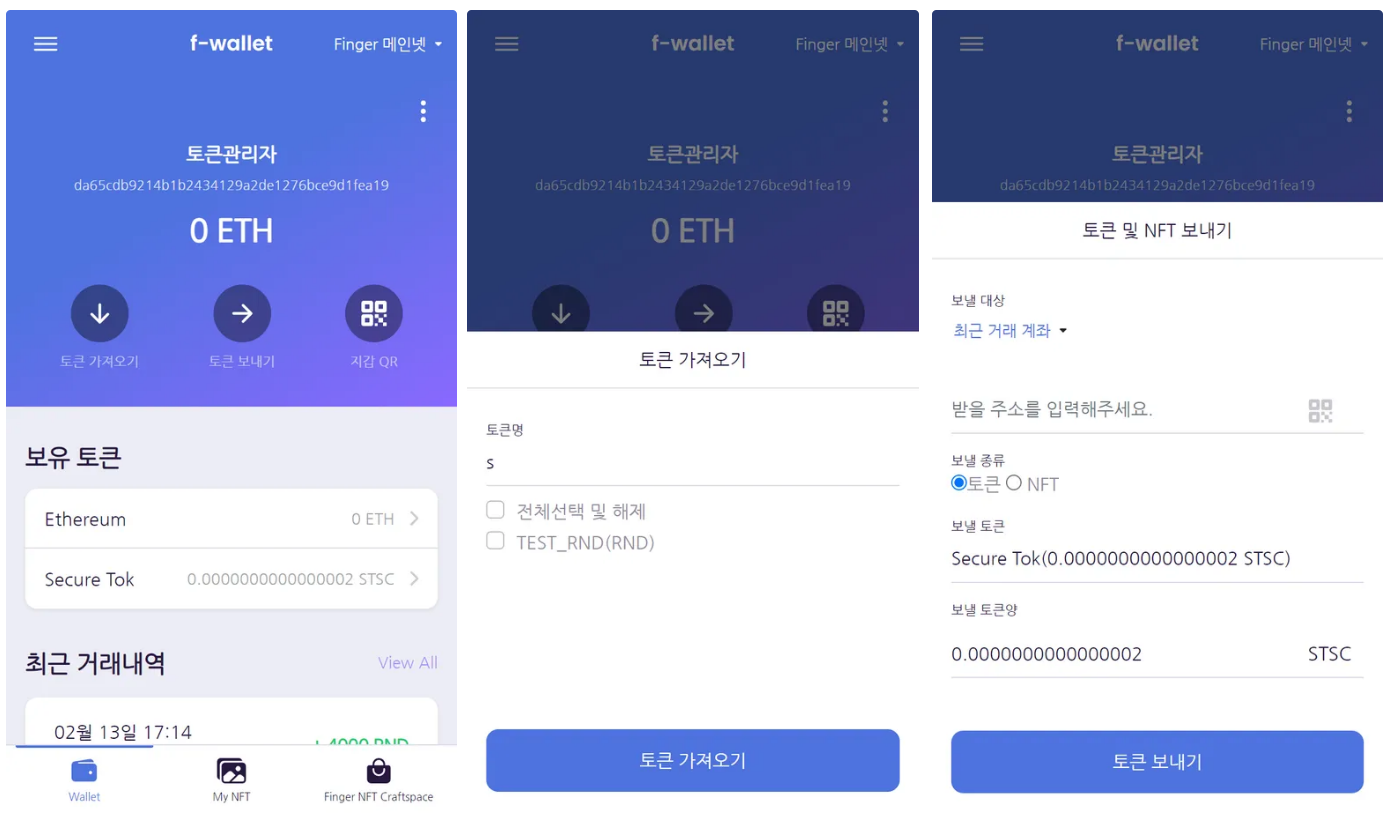 f-wallet
Finger 메인넷
토큰관리자
da65cdb9214b1b2434129a2de1276bce9d1fea19
0 ETH
토큰 가져오기
토큰 보내기
지갑 QR
보유 토큰
Ethereum
0 ETH
Secure Tok
0.0000000000000002 STSC
최근 거래내역
View All
02월 13일 17:14
+ 4000 RND
Wallet
My NFT
Finger NFT Craftspace
f-wallet
Finger 메인넷
토큰관리자
da65cdb9214b1b2434129a2de1276bce9d1fea19
0 ETH
토큰 가져오기
토큰명
s
전체선택 및 해제
TEST_RND(RND)
토큰 가져오기
f-wallet
Finger 메인넷
토큰관리자
da65cdb9214b1b2434129a2de1276bce9d1fea19
토큰 및 NFT 보내기
보낼 대상
최근 거래 계좌
받을 주소를 입력해주세요.
보낼 종류
토큰 NFT
보낼 토큰
Secure Tok(0.0000000000000002 STSC)
보낼 토큰양
0.0000000000000002 STSC
토큰 보내기